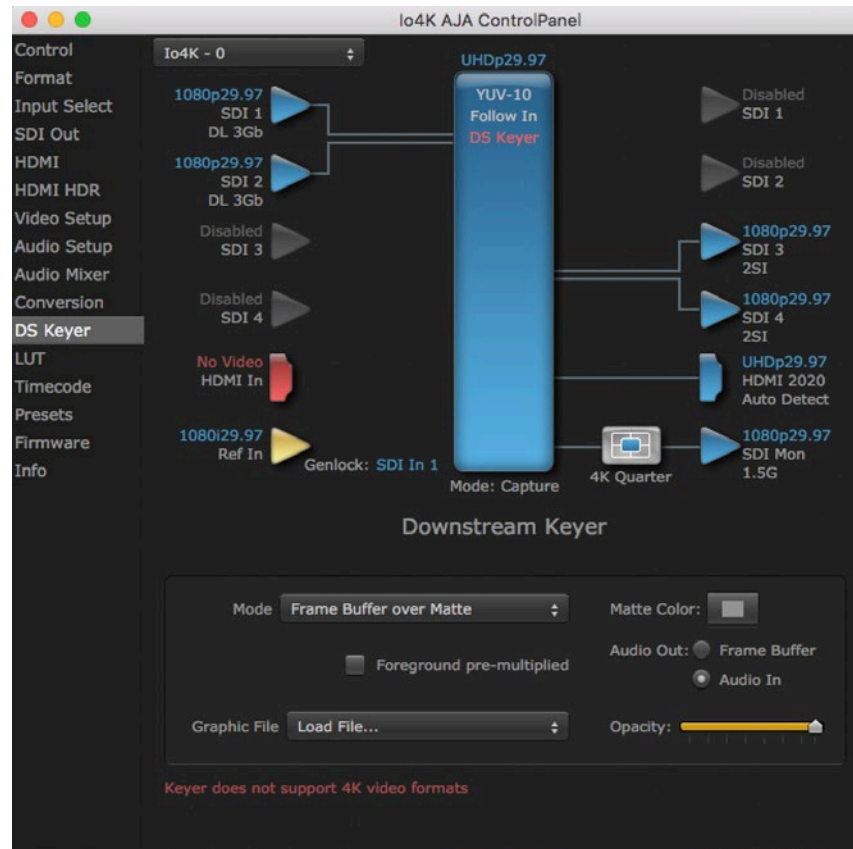 Io4K AJA ControlPanel
Control
Format
Input Select
SDI Out
HDMI
HDMI HDR
Video Setup
Audio Setup
Audio Mixer
Conversion
DS Keyer
LUT
Timecode
Presets
Firmware
Info
Io4K - 0
UHDp29.97
YUV-10
Follow In
DS Keyer
1080p29.97
SDI 1
DL 3Gb
1080p29.97
SDI 2
DL 3Gb
Disabled
SDI 3
Disabled
SDI 4
No Video
HDMI In
1080i29.97
Ref In
Genlock: SDI In 1
Mode: Capture
Disabled
SDI 1
Disabled
SDI 2
1080p29.97
SDI 3
2SI
1080p29.97
SDI 4
2SI
UHDp29.97
HDMI 2020
Auto Detect
4K Quarter
1080p29.97
SDI Mon
1.5G
Downstream Keyer
Mode Frame Buffer over Matte
Matte Color:
Foreground pre-multiplied
Audio Out: Frame Buffer
Audio In
Graphic File Load File...
Opacity:
Keyer does not support 4K video formats